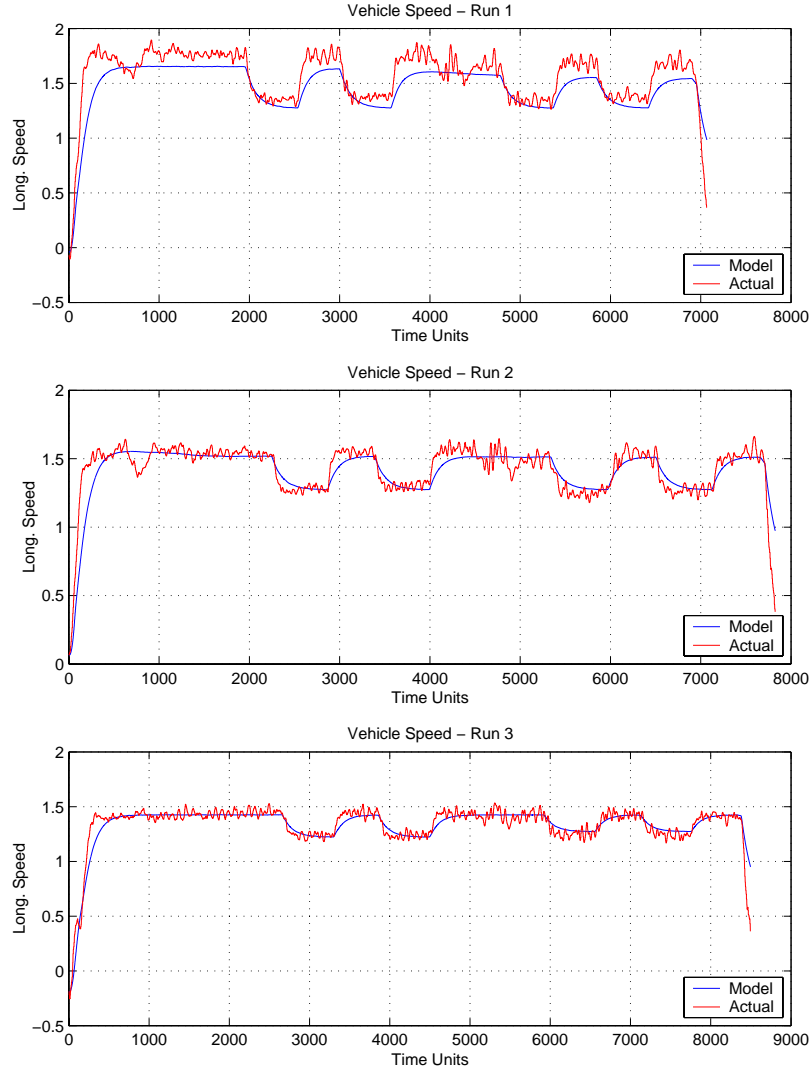 Vehicle Speed – Run 1
2
1.5
1
0.5
0
−0.5
Long. Speed
Model
Actual
0 1000 2000 3000 4000 5000 6000 7000 8000
Time Units
Vehicle Speed – Run 2
2
1.5
1
0.5
0
Long. Speed
Model
Actual
0 1000 2000 3000 4000 5000 6000 7000 8000
Time Units
Vehicle Speed – Run 3
2
1.5
1
0.5
0
−0.5
Long. Speed
Model
Actual
0 1000 2000 3000 4000 5000 6000 7000 8000 9000
Time Units